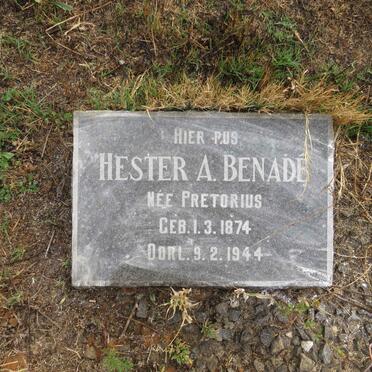 HIER RUS
HESTER A. BENADE
NÉE PRETORIUS
GEB. 1. 3. 1874
OORL. 9. 2. 1944